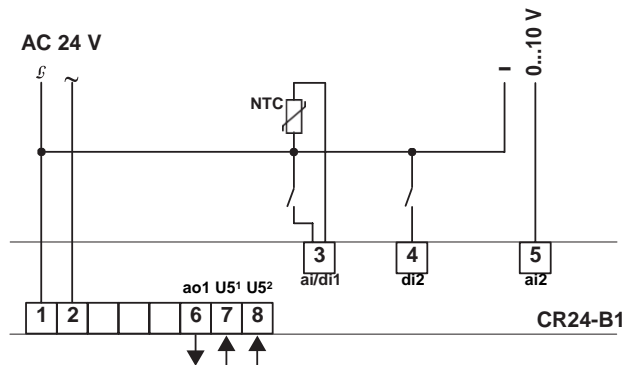 AC 24 V
~
NTC
–
0...10 V
3
4
5
ai/di1
di2
ai2
ao1 U5¹ U5²
1 2 6 7 8
CR24-B1